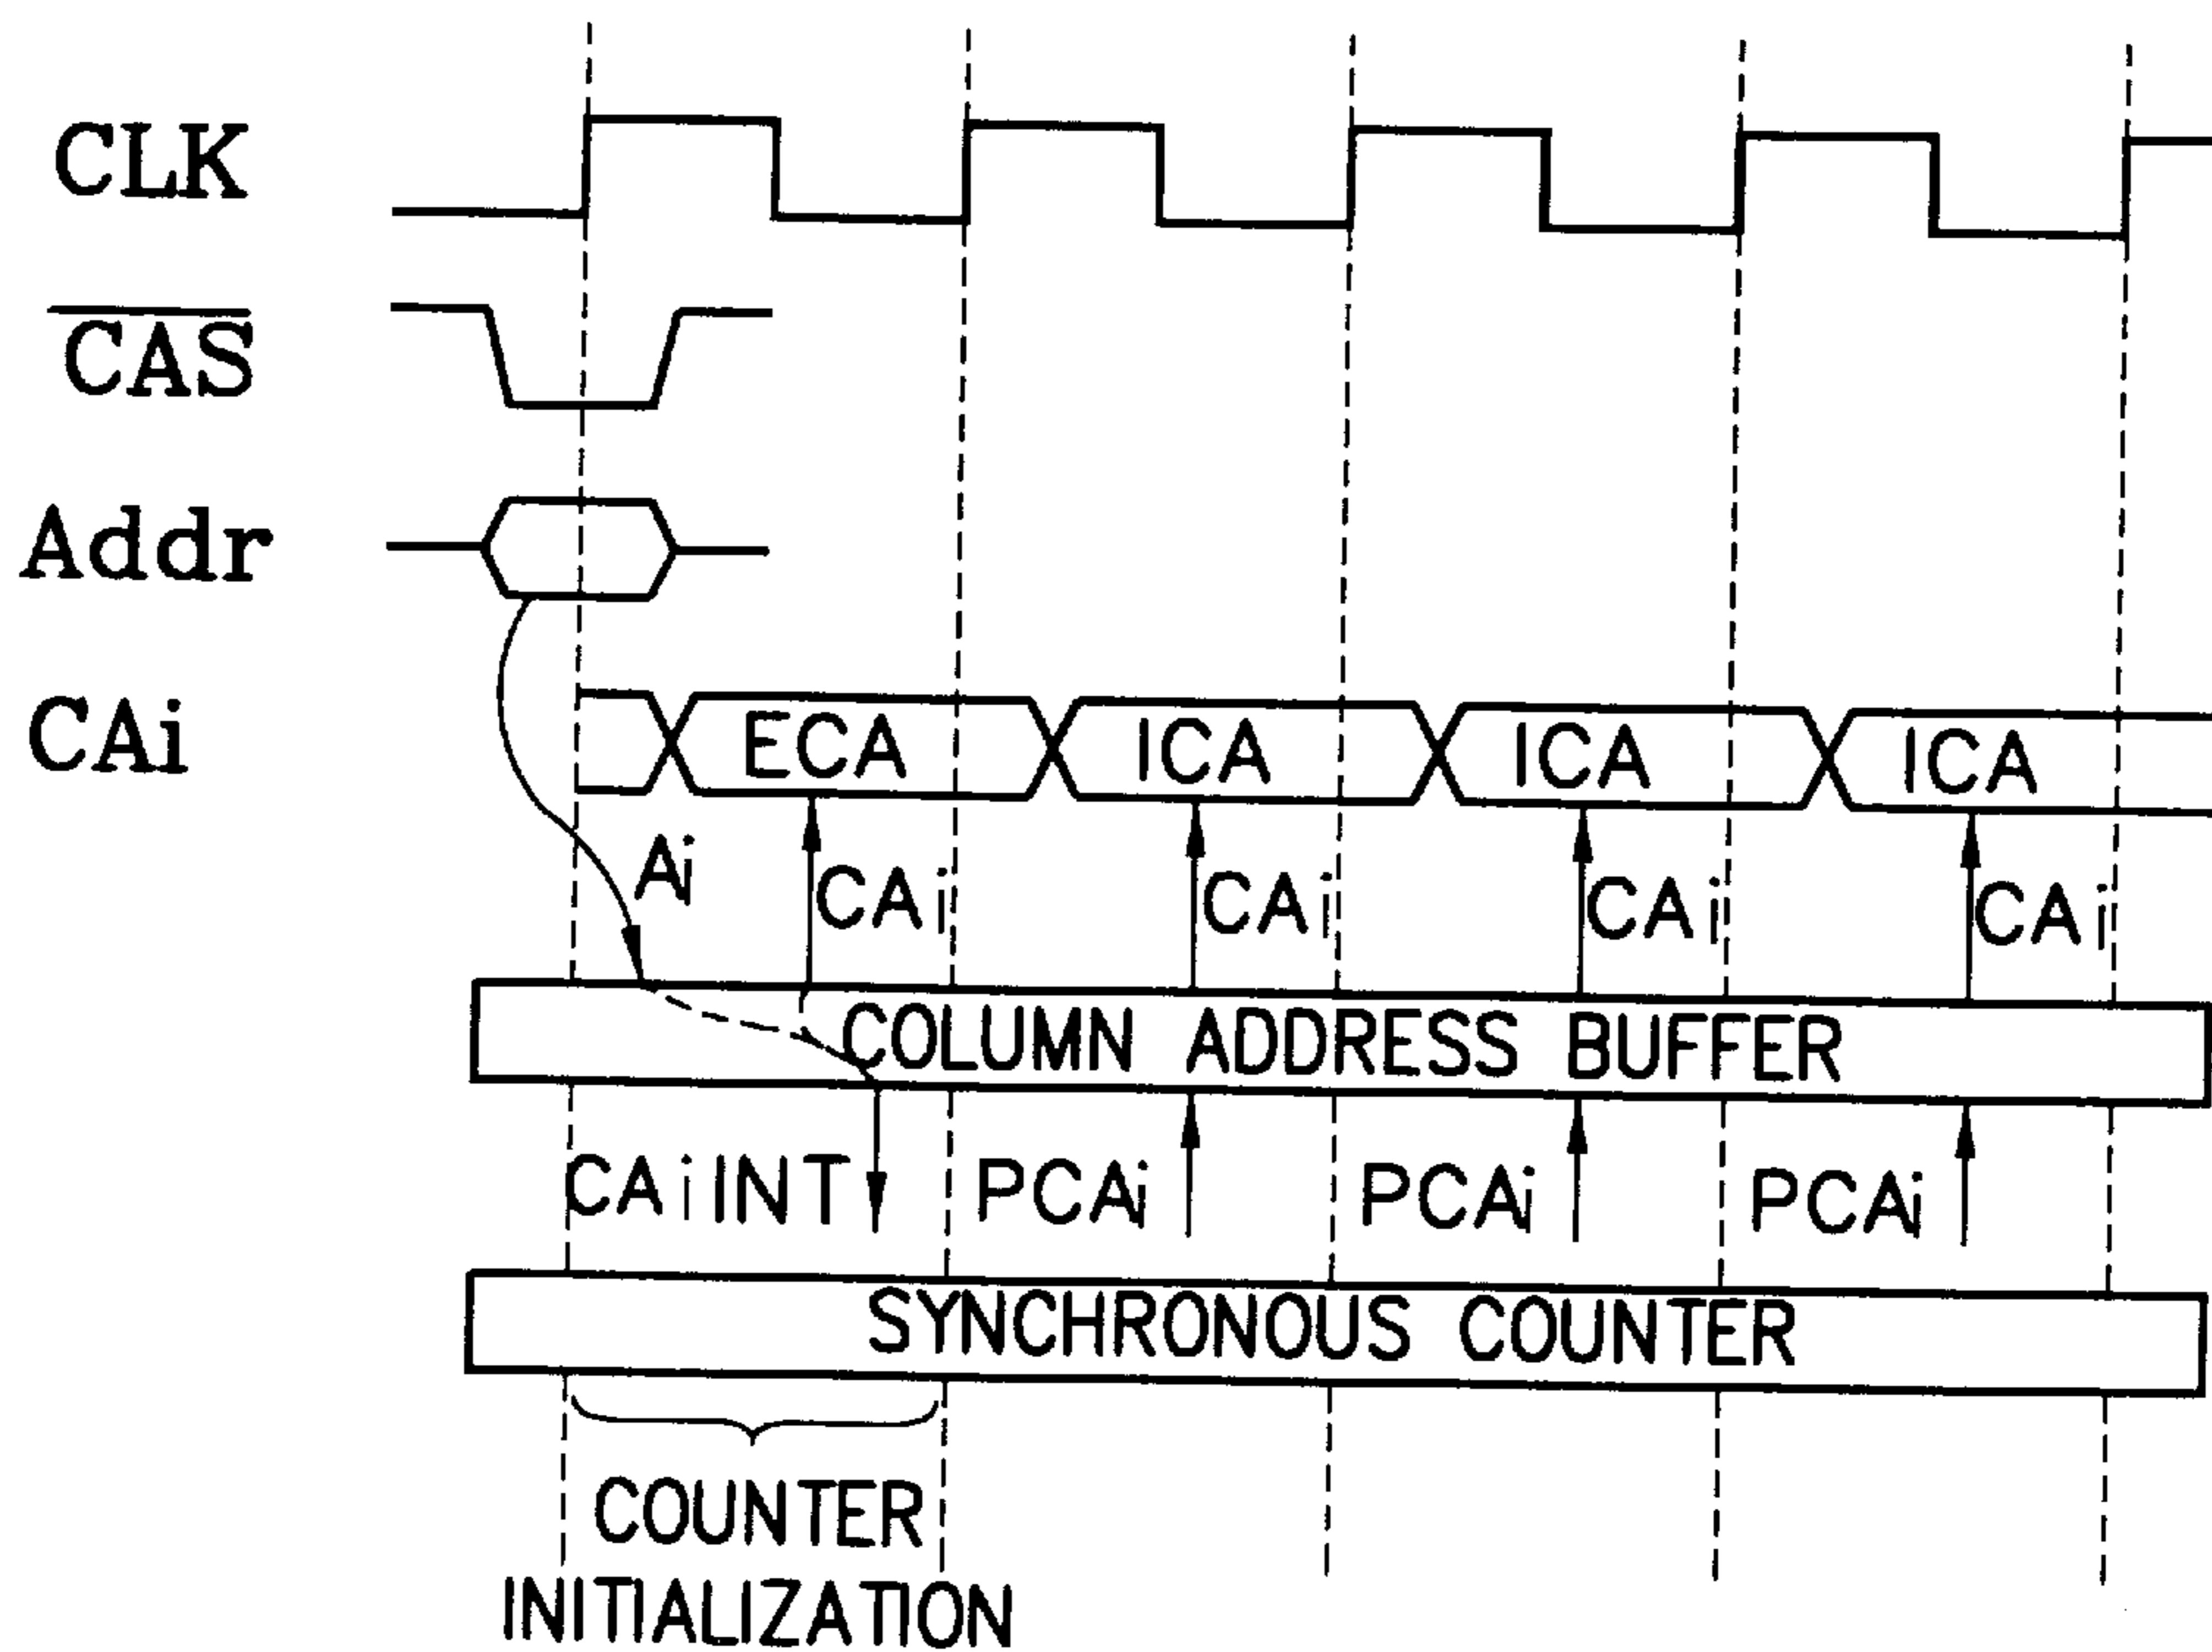 CLK
CAS
Addr
CAi
ECA ICA ICA ICA
Ai CAi CAi CAi CAi
COLUMN ADDRESS BUFFER
CAiINT PCAi PCAi PCAi
SYNCHRONOUS COUNTER
COUNTER
INITIALIZATION